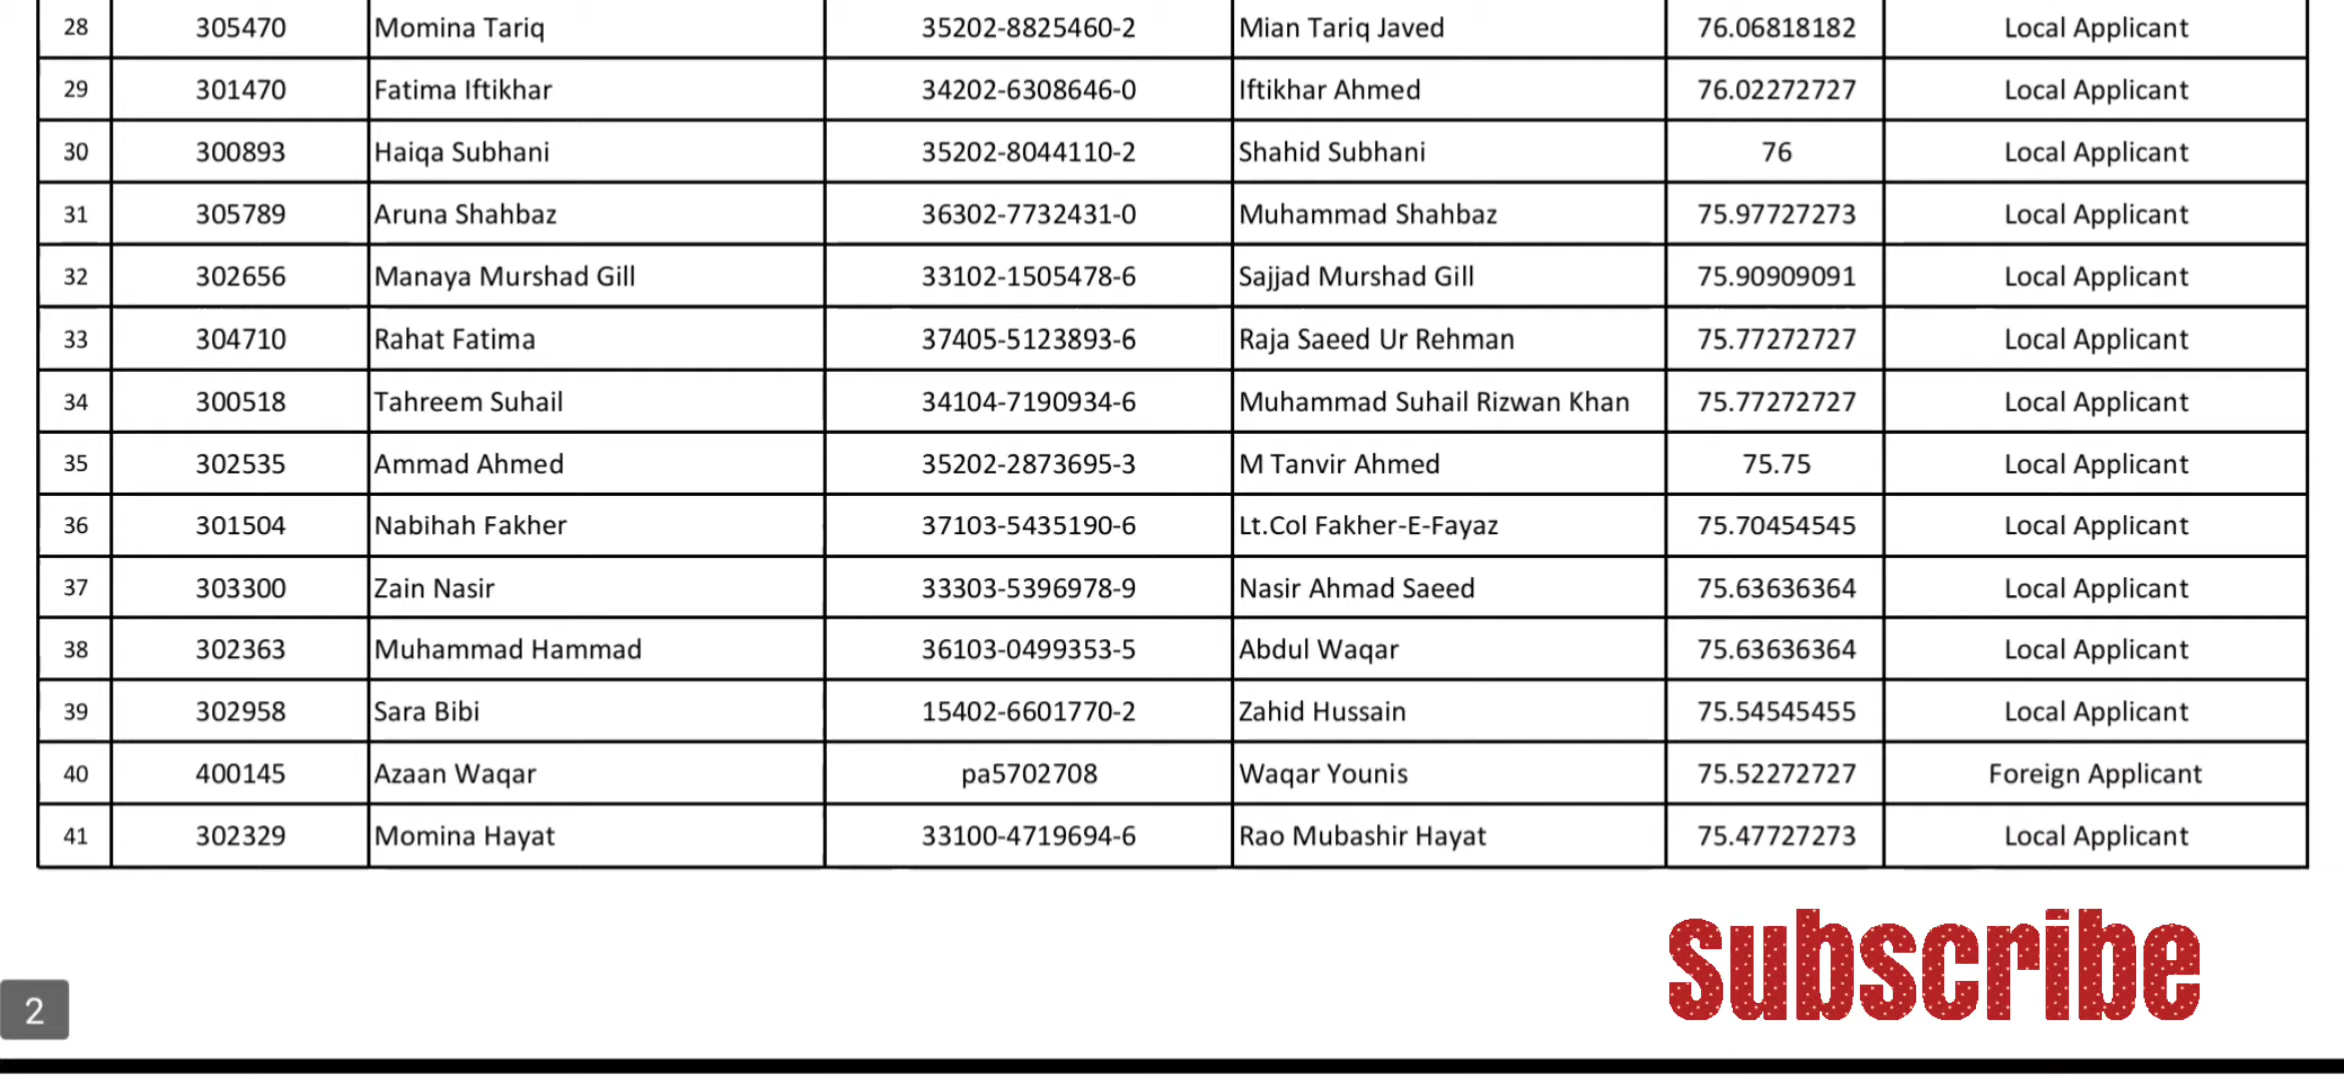 28 305470 Momina Tariq 35202-8825460-2 Mian Tariq Javed 76.06818182 Local Applicant
29 301470 Fatima Iftikhar 34202-6308646-0 Iftikhar Ahmed 76.02272727 Local Applicant
30 300893 Haiqa Subhani 35202-8044110-2 Shahid Subhani 76 Local Applicant
31 305789 Aruna Shahbaz 36302-7732431-0 Muhammad Shahbaz 75.97727273 Local Applicant
32 302656 Manaya Murshad Gill 33102-1505478-6 Sajjad Murshad Gill 75.90909091 Local Applicant
33 304710 Rahat Fatima 37405-5123893-6 Raja Saeed Ur Rehman 75.77272727 Local Applicant
34 300518 Tahreem Suhail 34104-7190934-6 Muhammad Suhail Rizwan Khan 75.77272727 Local Applicant
35 302535 Ammad Ahmed 35202-2873695-3 M Tanvir Ahmed 75.75 Local Applicant
36 301504 Nabihah Fakher 37103-5435190-6 Lt.Col Fakher-E-Fayaz 75.70454545 Local Applicant
37 303300 Zain Nasir 33303-5396978-9 Nasir Ahmad Saeed 75.63636364 Local Applicant
38 302363 Muhammad Hammad 36103-0499353-5 Abdul Waqar 75.63636364 Local Applicant
39 302958 Sara Bibi 15402-6601770-2 Zahid Hussain 75.54545455 Local Applicant
40 400145 Azaan Waqar pa5702708 Waqar Younis 75.52272727 Foreign Applicant
41 302329 Momina Hayat 33100-4719694-6 Rao Mubashir Hayat 75.47727273 Local Applicant
subscribe
2